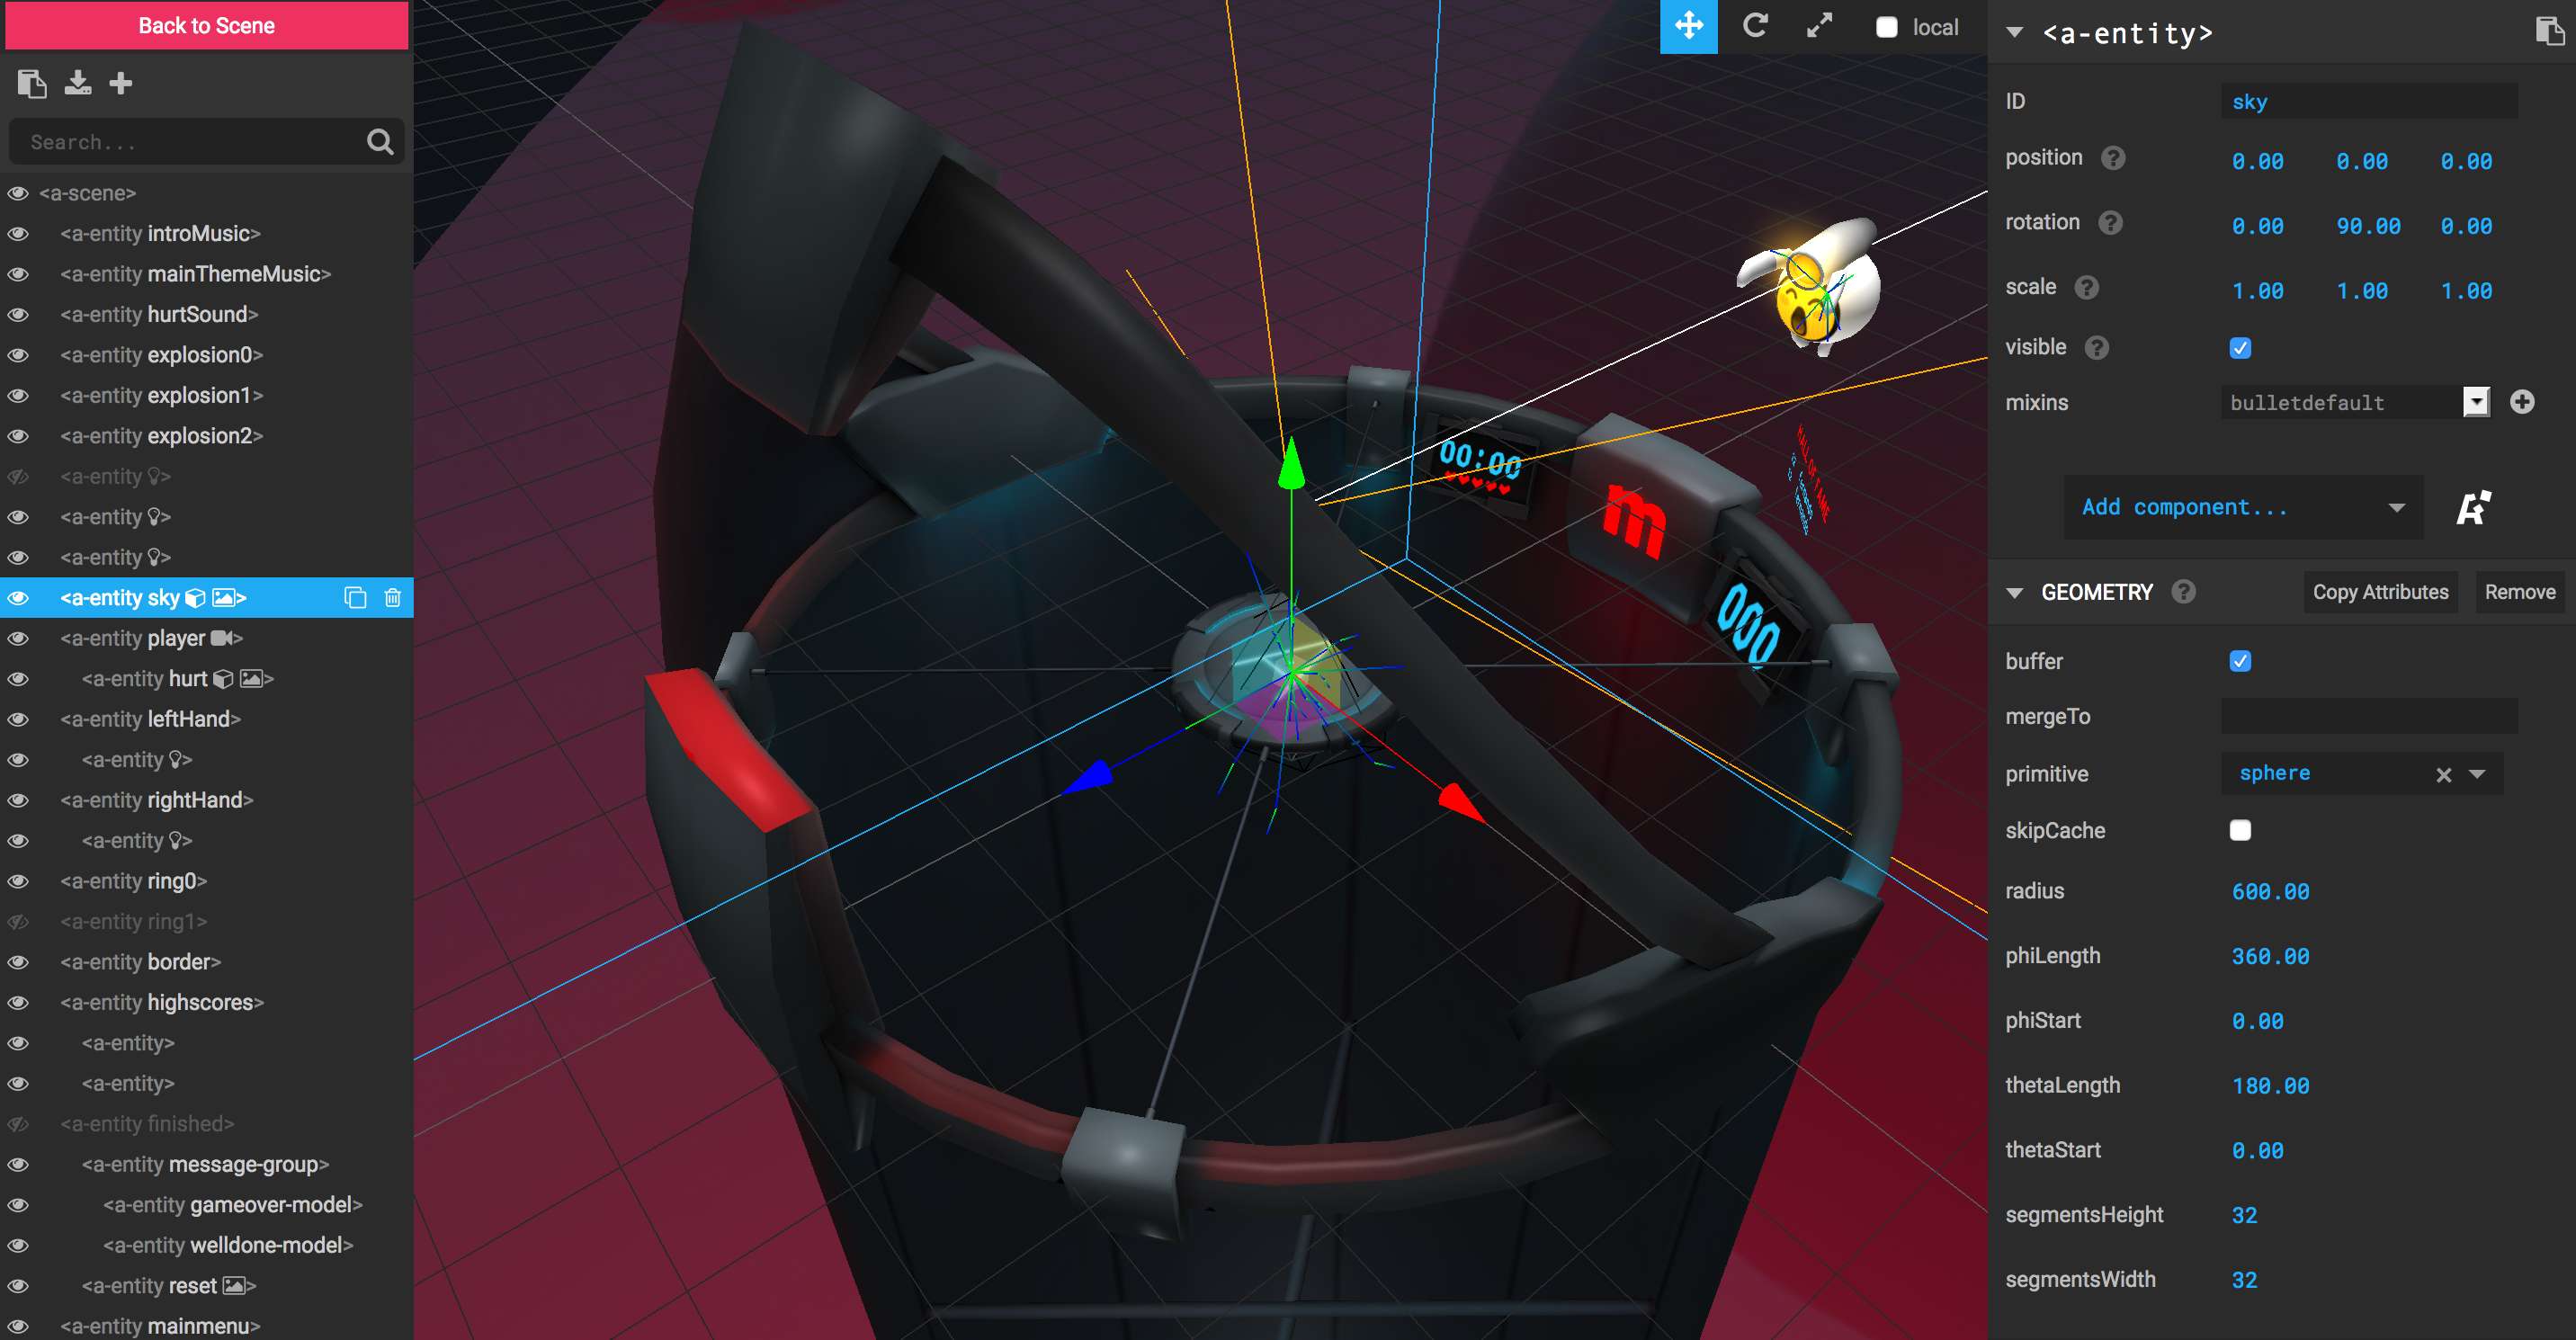 Back to Scene
Search...
<a-scene>
<a-entity introMusic>
<a-entity mainThemeMusic>
<a-entity hurtSound>
<a-entity explosion0>
<a-entity explosion1>
<a-entity explosion2>
<a-entity >
<a-entity >
<a-entity >
<a-entity sky >
<a-entity player >
<a-entity hurt >
<a-entity leftHand>
<a-entity >
<a-entity rightHand>
<a-entity >
<a-entity ring0>
<a-entity ring1>
<a-entity border>
<a-entity highscores>
<a-entity>
<a-entity>
<a-entity finished>
<a-entity message-group>
<a-entity gameover-model>
<a-entity welldone-model>
<a-entity reset >
<a-entity mainmenu>
local
00:00
m
000
<a-entity>
ID sky
position ? 0.00 0.00 0.00
rotation ? 0.00 90.00 0.00
scale ? 1.00 1.00 1.00
visible ?
mixins bulletdefault
Add component...
GEOMETRY ? Copy Attributes Remove
buffer
mergeTo
primitive sphere
skipCache
radius 600.00
phiLength 360.00
phiStart 0.00
thetaLength 180.00
thetaStart 0.00
segmentsHeight 32
segmentsWidth 32